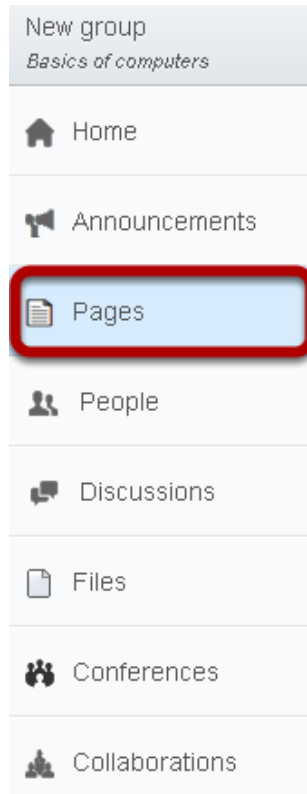 New group
Basics of computers
Home
Announcements
Pages
People
Discussions
Files
Conferences
Collaborations